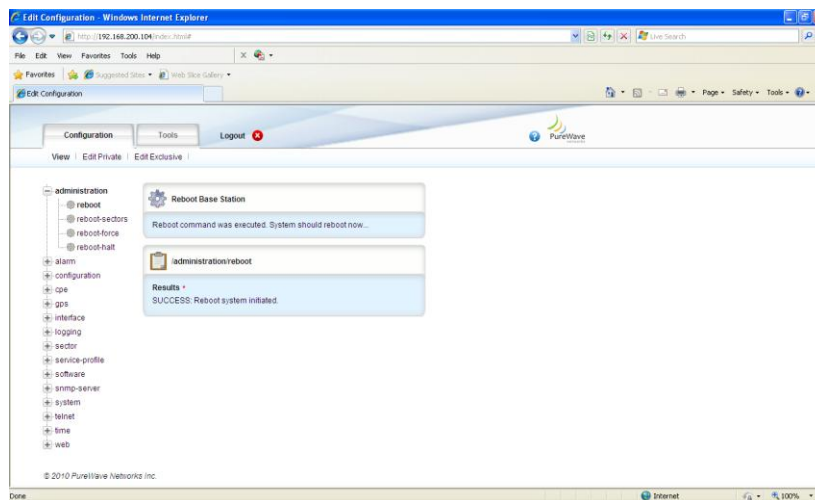 Edit Configuration - Windows Internet Explorer
http://192.168.200.104/index.html#
Live Search
File Edit View Favorites Tools Help
Favorites Suggested Sites Web Slice Gallery
Edit Configuration
Page Safety Tools
Configuration Tools Logout
PureWave
View Edit Private Edit Exclusive
administration
reboot
reboot-sectors
reboot-force
reboot-halt
alarm
configuration
cpe
gps
interface
logging
sector
service-profile
software
snmp-server
system
telnet
time
web
Reboot Base Station
Reboot command was executed. System should reboot now...
/administration/reboot
Results
SUCCESS: Reboot system initiated.
© 2010 PureWave Networks Inc.
Done Internet 100%